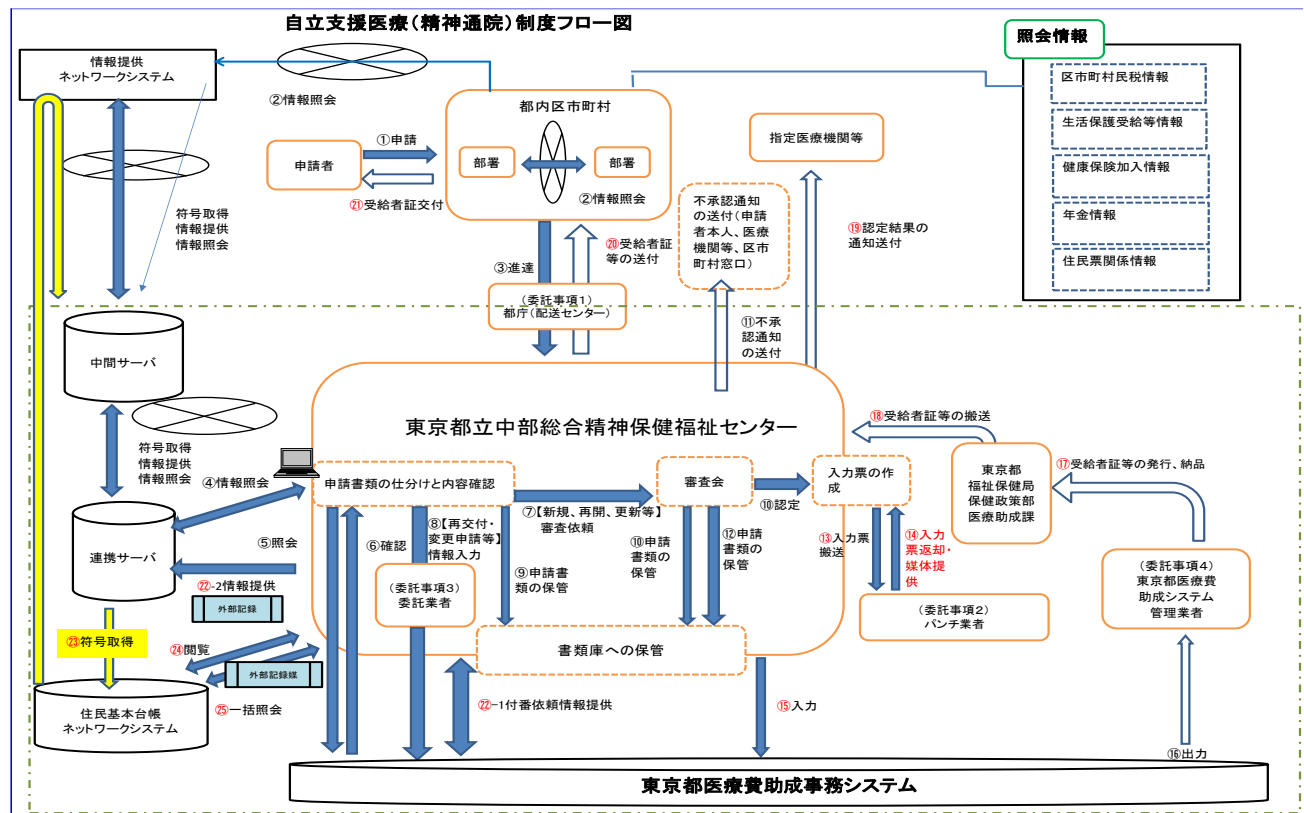 自立支援医療(精神通院)制度フロー図
照会情報
情報提供
ネットワークシステム
②情報照会
都内区市町村
部署
部署
②情報照会
①申請
申請者
㉑受給者証交付
指定医療機関等
区市町村民税情報
生活保護受給等情報
健康保険加入情報
年金情報
住民票関係情報
符号取得
情報提供
情報照会
③進達
⑳受給者証
等の送付
不承認通知
の送付(申請
者本人、医療
機関等、区市
町村窓口)
⑲認定結果の
通知送付
(委託事項1)
都庁(配送センター)
⑪不承
認通知
の送付
中間サーバ
符号取得
情報提供
情報照会
東京都立中部総合精神保健福祉センター
⑱受給者証等の搬送
④情報照会
申請書類の仕分けと内容確認
審査会
⑩認定
入力票の作
成
東京都
福祉保健局
保健政策部
医療助成課
⑰受給者証等の発行、納品
⑦【新規、再開、更新等】
審査依頼
⑧【再交付・
変更申請等】
情報入力
⑥確認
⑤照会
連携サーバ
⑨申請書
類の保管
⑩申請
書類の
保管
⑫申請
書類の
保管
⑬入力票
搬送
⑭入力
票返却・
媒体提
供
(委託事項3)
委託業者
(委託事項2)
パンチ業者
(委託事項4)
東京都医療費
助成システム
管理業者
㉒-2情報提供
外部記録
㉓符号取得
㉔閲覧
外部記録媒
書類庫への保管
住民基本台帳
ネットワークシステム
㉕一括照会
㉒-1付番依頼情報提供
⑮入力
⑯出力
東京都医療費助成事務システム